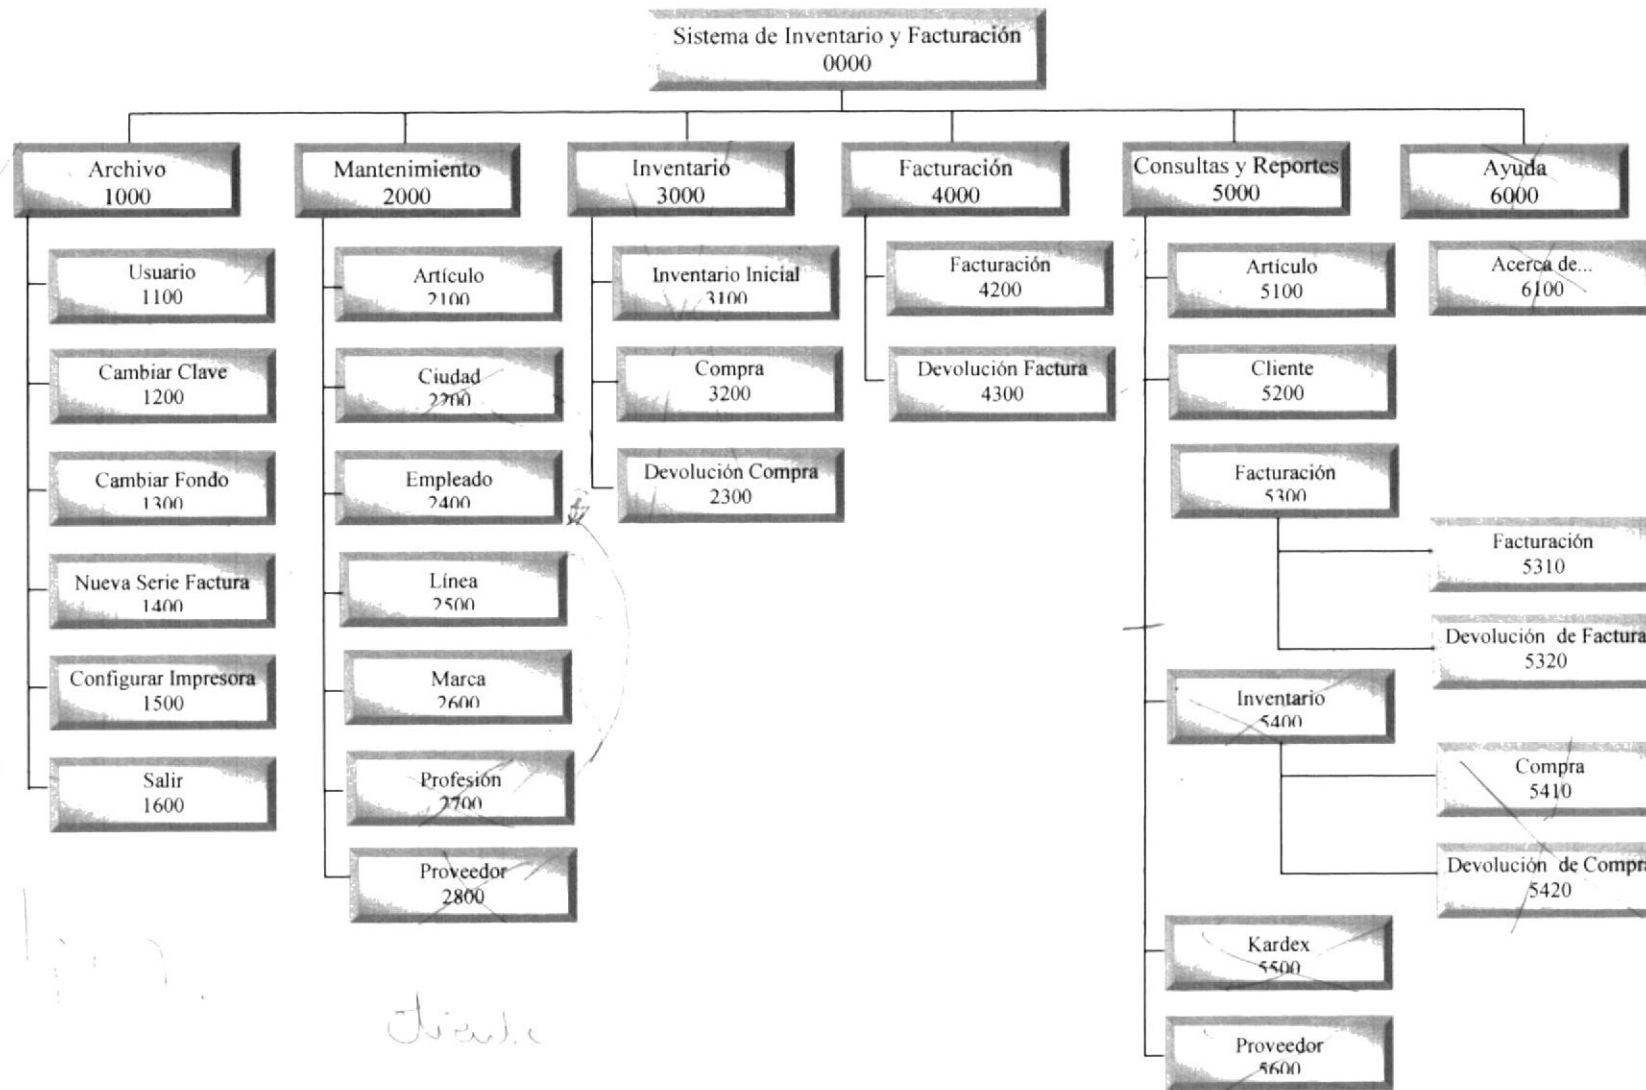 Sistema de Inventario y Facturación
0000
Archivo
1000
Usuario
1100
Cambiar Clave
1200
Cambiar Fondo
1300
Nueva Serie Factura
1400
Configurar Impresora
1500
Salir
1600
Mantenimiento
2000
Artículo
2100
Ciudad
2200
Empleado
2400
Línea
2500
Marca
2600
Profesión
2700
Proveedor
2800
Inventario
3000
Inventario Inicial
3100
Compra
3200
Devolución Compra
2300
Facturación
4000
Facturación
4200
Devolución Factura
4300
Consultas y Reportes
5000
Artículo
5100
Cliente
5200
Facturación
5300
Facturación
5310
Devolución de Factura
5320
Inventario
5400
Compra
5410
Devolución de Compra
5420
Kardex
5500
Proveedor
5600
Ayuda
6000
Acerca de...
6100